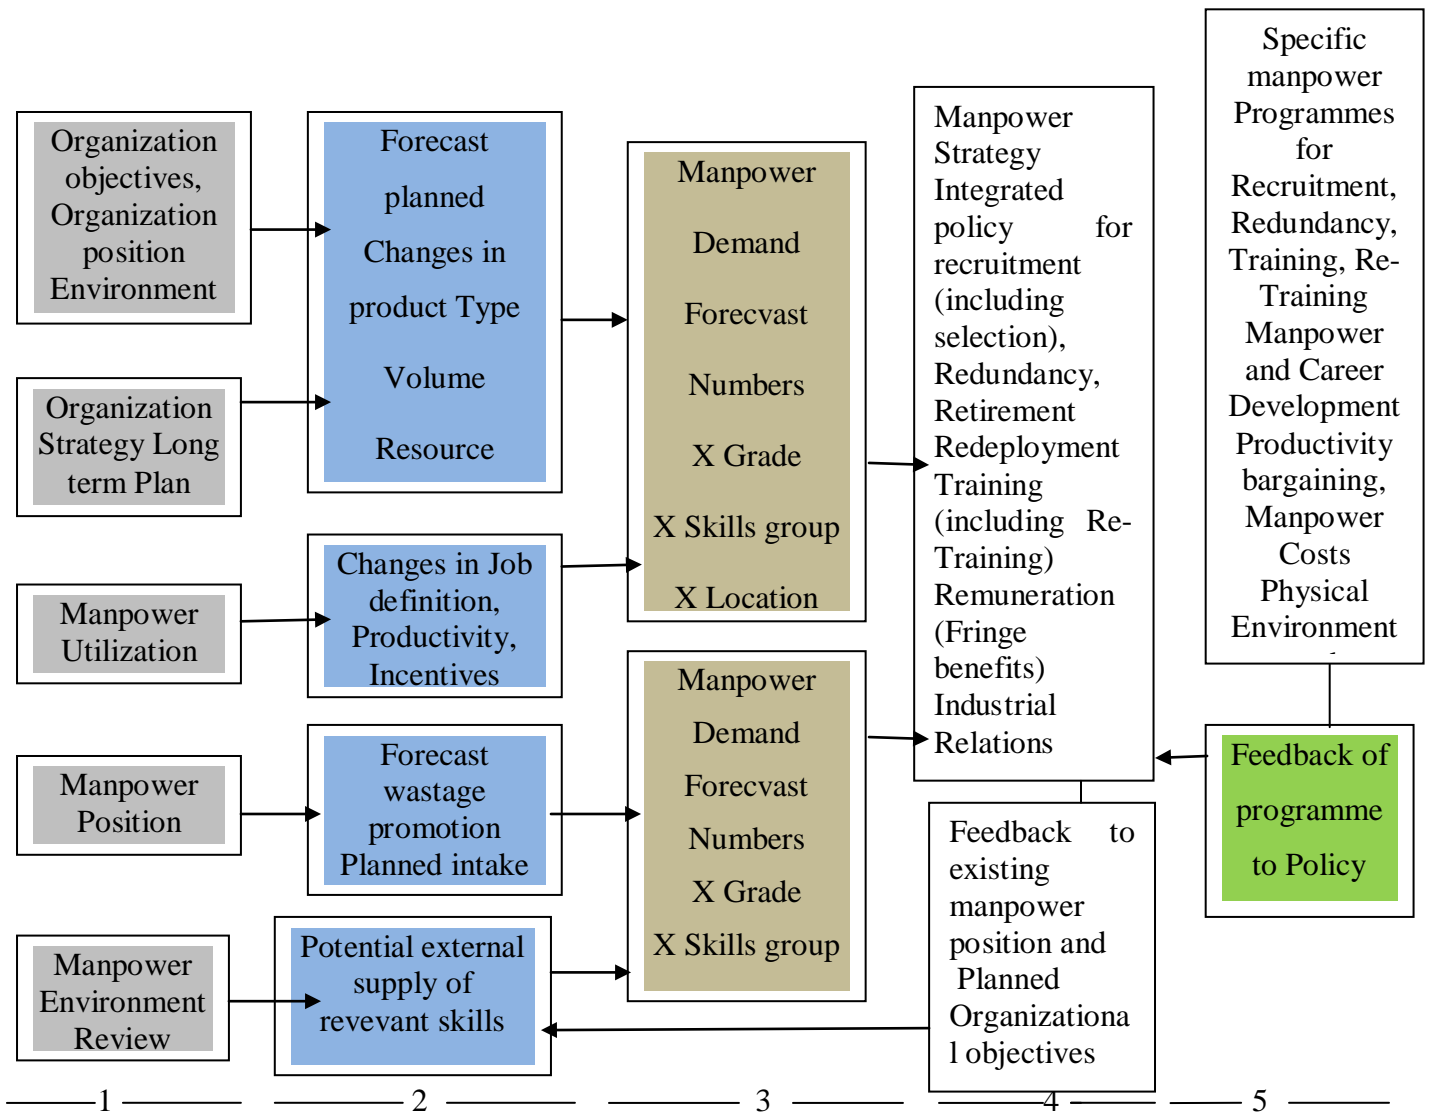 Organization
objectives,
Organization
position
Environment
Organization
Strategy Long
term Plan
Manpower
Utilization
Manpower
Position
Manpower
Environment
Review
Forecast
planned
Changes in
product Type
Volume
Resource
Changes in Job
definition,
Productivity,
Incentives
Forecast
wastage
promotion
Planned intake
Potential external
supply of
revevant skills
Manpower
Demand
Forecvast
Numbers
X Grade
X Skills group
X Location
Manpower
Demand
Forecvast
Numbers
X Grade
X Skills group
Manpower
Strategy
Integrated
policy for
recruitment
(including
selection),
Redundancy,
Retirement
Redeployment
Training
(including Re-
Training)
Remuneration
(Fringe
benefits)
Industrial
Relations
Feedback to
existing
manpower
position and
Planned
Organizationa
l objectives
Specific
manpower
Programmes
for
Recruitment,
Redundancy,
Training, Re-
Training
Manpower
and Career
Development
Productivity
bargaining,
Manpower
Costs
Physical
Environment
Feedback of
programme
to Policy
1 2 3 4 5